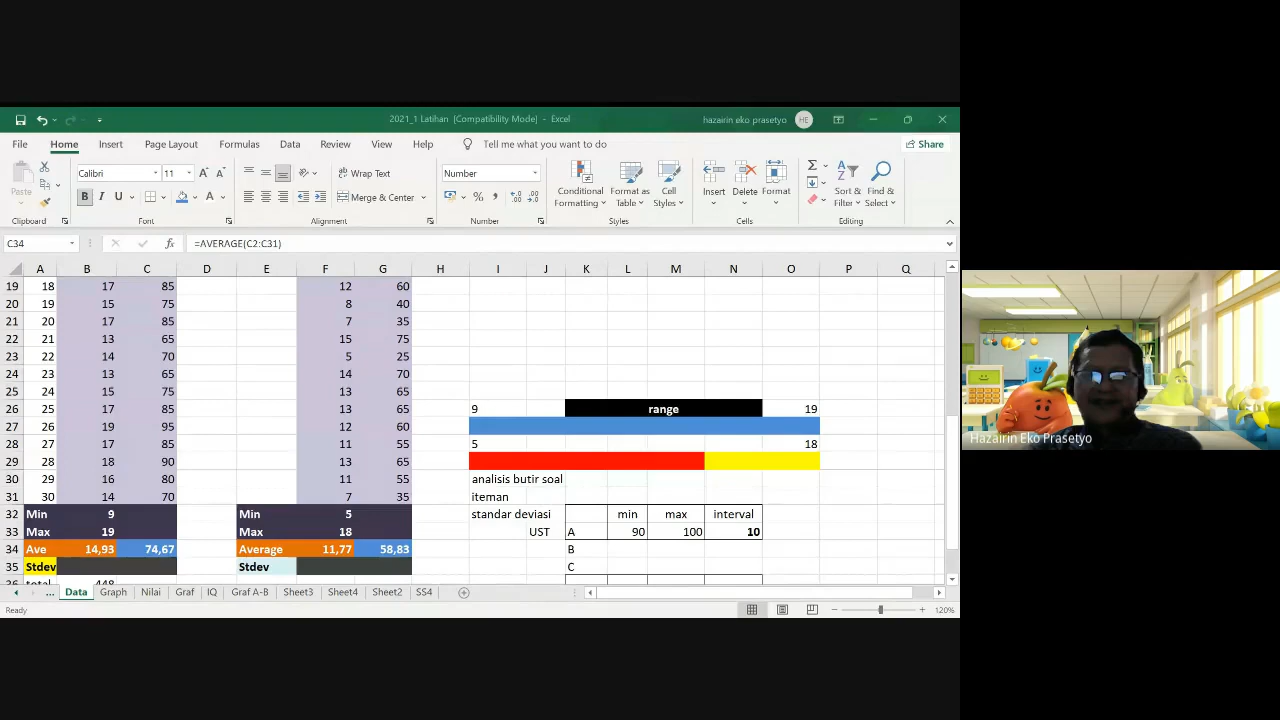 2021_1 Latihan [Compatibility Mode] - Excel
hazairin eko prasetyo HE
File Home Insert Page Layout Formulas Data Review View Help Tell me what you want to do Share
Paste Calibri 11 Wrap Text Number
B I U Merge & Center Conditional Formatting Format as Table Cell Styles Insert Delete Format Sort & Filter Find & Select
Clipboard Font Alignment Number Styles Cells Editing
C34 fx =AVERAGE(C2:C31)
A B C D E F G H I J K L M N O P Q
19 18 17 85 12 60
20 19 15 75 8 40
21 20 17 85 7 35
22 21 13 65 15 75
23 22 14 70 5 25
24 23 13 65 14 70
25 24 15 75 13 65
26 25 17 85 13 65 9 range 19
27 26 19 95 12 60
28 27 17 85 11 55 5 18
29 28 18 90 13 65
30 29 16 80 11 55 analisis butir soal
31 30 14 70 7 35 iteman
32 Min 9 Min 5 standar deviasi min max interval
33 Max 19 Max 18 UST A 90 100 10
34 Ave 14,93 74,67 Average 11,77 58,83 B
35 Stdev Stdev C
36 total 448
... Data Graph Nilai Graf IQ Graf A-B Sheet3 Sheet4 Sheet2 SS4
Ready 120%
Hazairin Eko Prasetyo